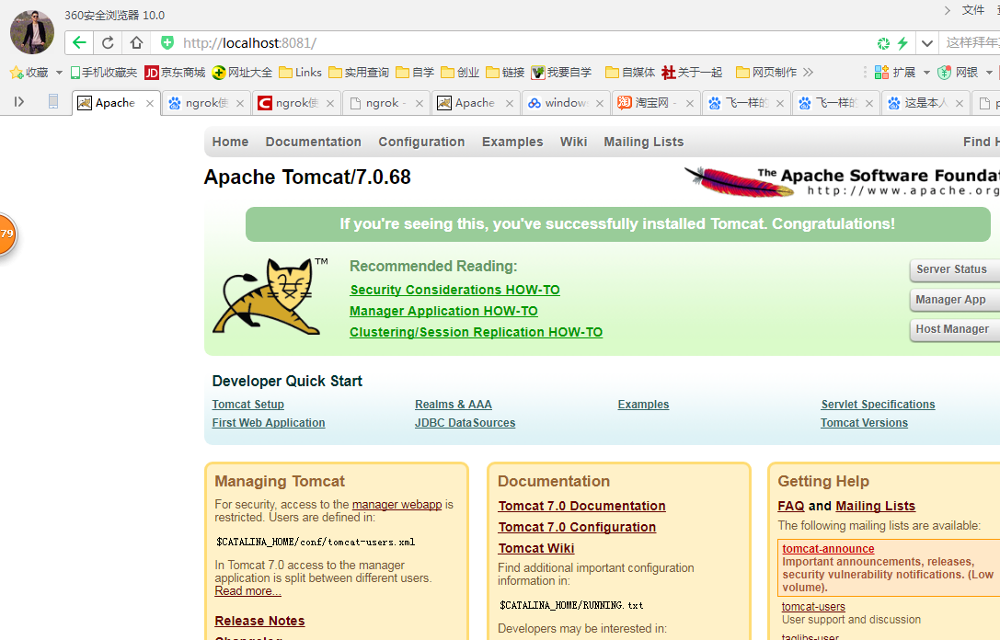 360安全浏览器 10.0
文件
http://localhost:8081/
这样拜年
收藏 手机收藏夹 京东商城 网址大全 Links 实用查询 自学 创业 链接 我要自学 自媒体 关于一起 网页制作 扩展 网银
Apache ngrok使 ngrok使 ngrok - Apache window 淘宝网 - 飞一样的 飞一样的 这是本人
Home Documentation Configuration Examples Wiki Mailing Lists Find H
Apache Tomcat/7.0.68
The Apache Software Founda
http://www.apache.org
If you're seeing this, you've successfully installed Tomcat. Congratulations!
79
TM
Recommended Reading:
Security Considerations HOW-TO
Manager Application HOW-TO
Clustering/Session Replication HOW-TO
Server Status
Manager App
Host Manager
Developer Quick Start
Tomcat Setup Realms & AAA Examples Servlet Specifications
First Web Application JDBC DataSources Tomcat Versions
Managing Tomcat
For security, access to the manager webapp is
restricted. Users are defined in:
$CATALINA_HOME/conf/tomcat-users.xml
In Tomcat 7.0 access to the manager
application is split between different users.
Read more...
Release Notes
Changelog
Documentation
Tomcat 7.0 Documentation
Tomcat 7.0 Configuration
Tomcat Wiki
Find additional important configuration
information in:
$CATALINA_HOME/RUNNING.txt
Developers may be interested in:
Getting Help
FAQ and Mailing Lists
The following mailing lists are available:
tomcat-announce
Important announcements, releases,
security vulnerability notifications. (Low
volume).
tomcat-users
User support and discussion
taglibs-user